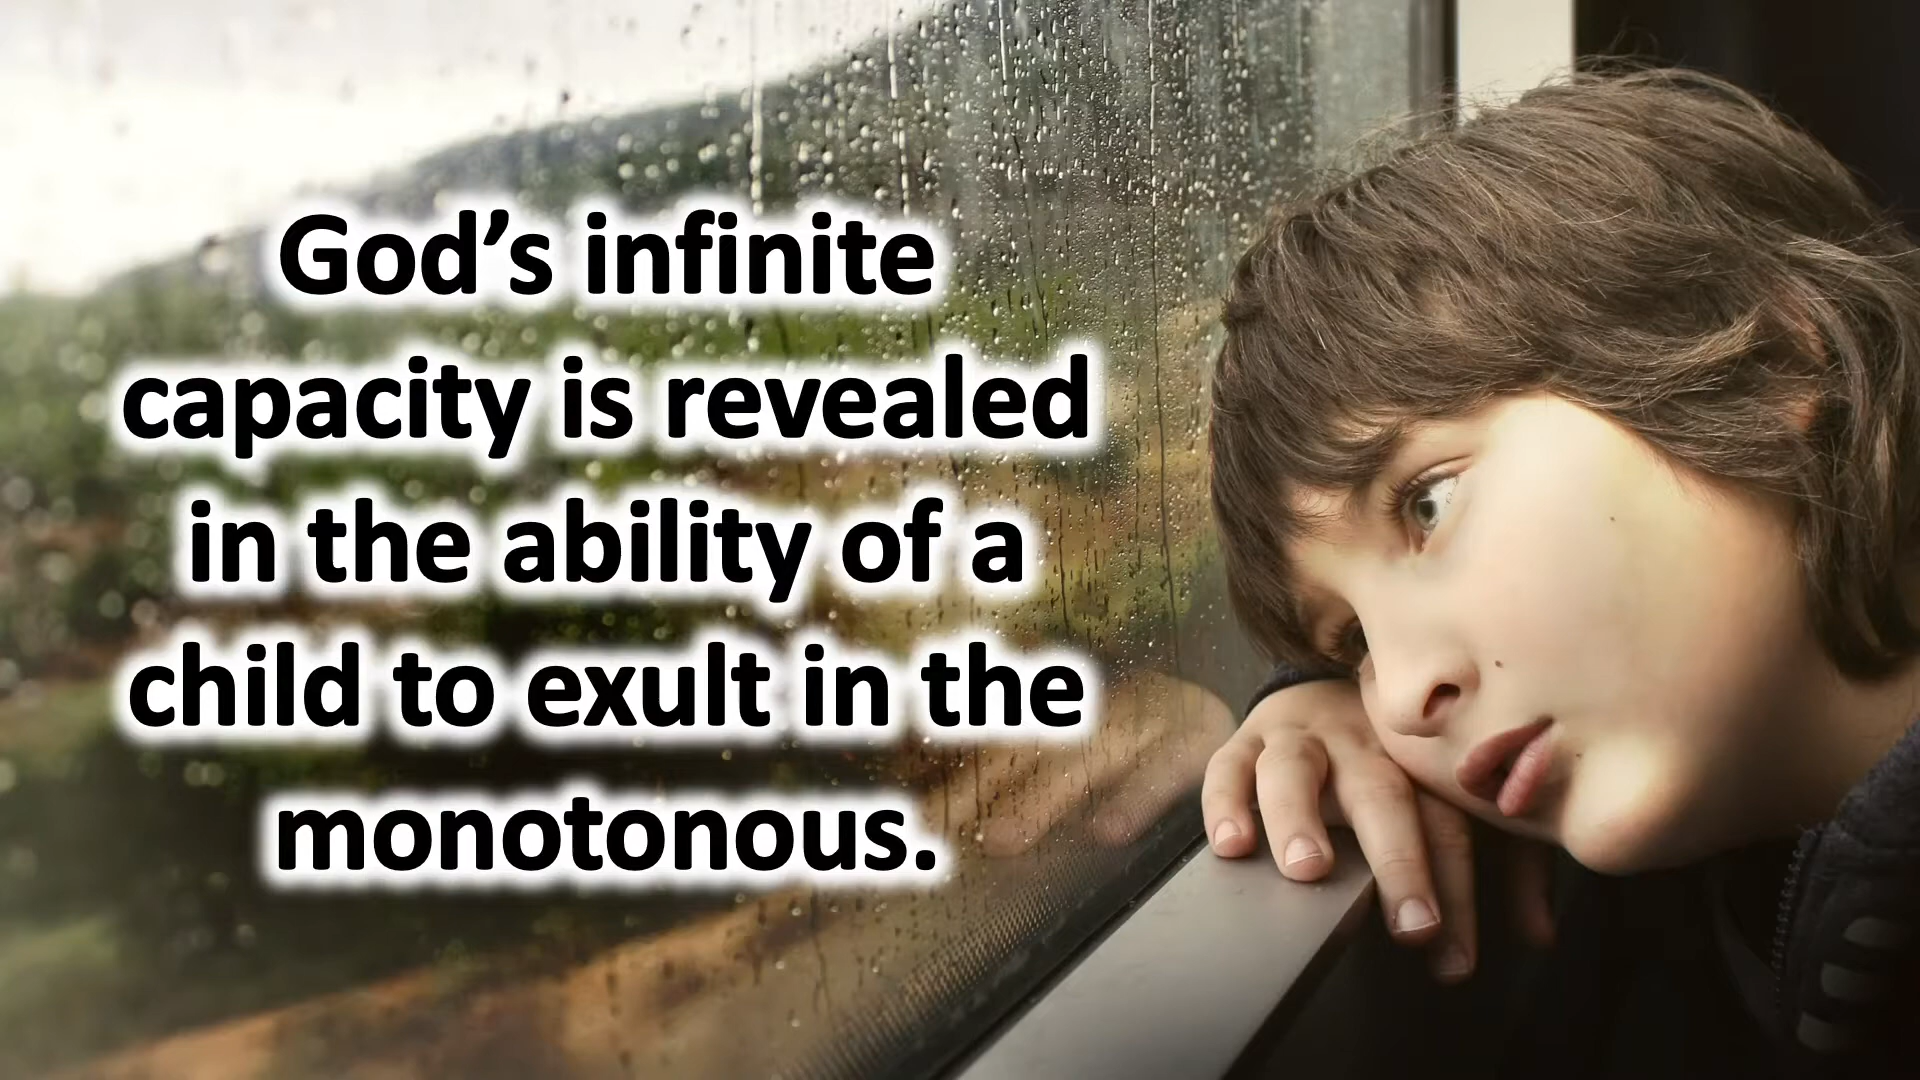 God’s infinite
capacity is revealed
in the ability of a
child to exult in the
monotonous.